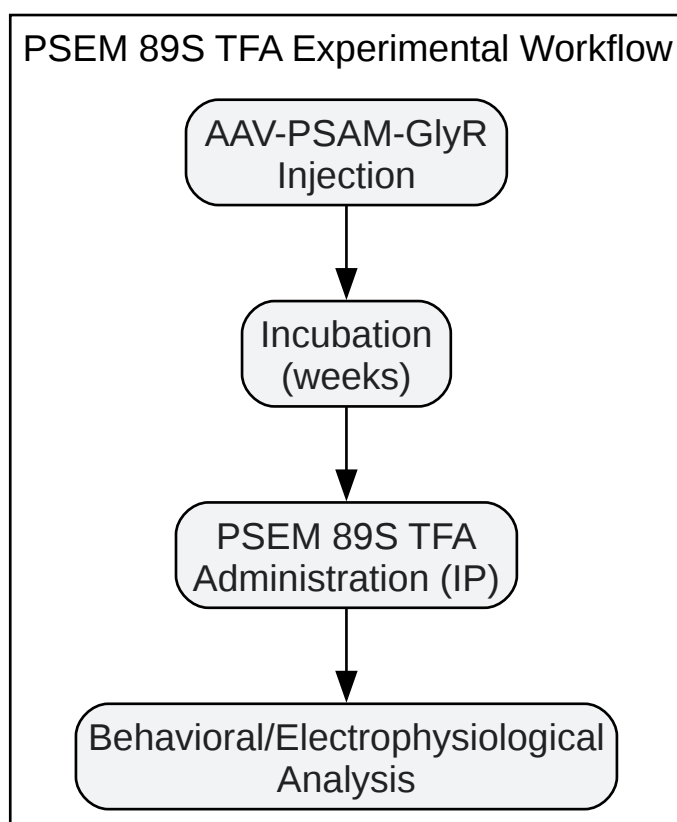 PSEM 89S TFA Experimental Workflow
AAV-PSAM-GlyR
Injection
Incubation
(weeks)
PSEM 89S TFA
Administration (IP)
Behavioral/Electrophysiological
Analysis